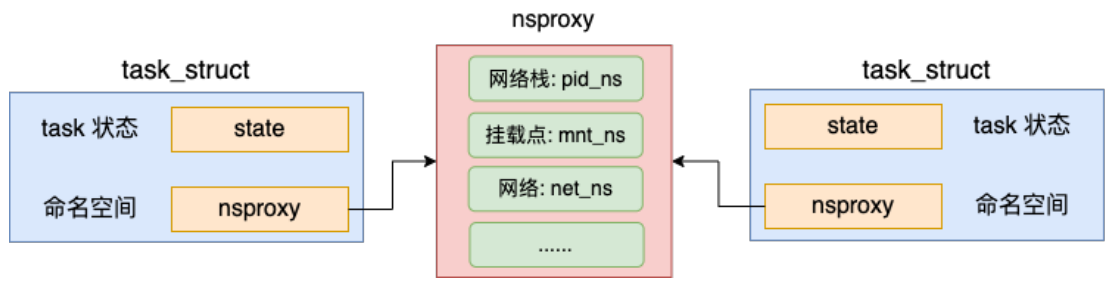 nsproxy
task_struct
task 状态
state
命名空间
nsproxy
网络栈: pid_ns
挂载点: mnt_ns
网络: net_ns
......
task_struct
state
task 状态
nsproxy
命名空间